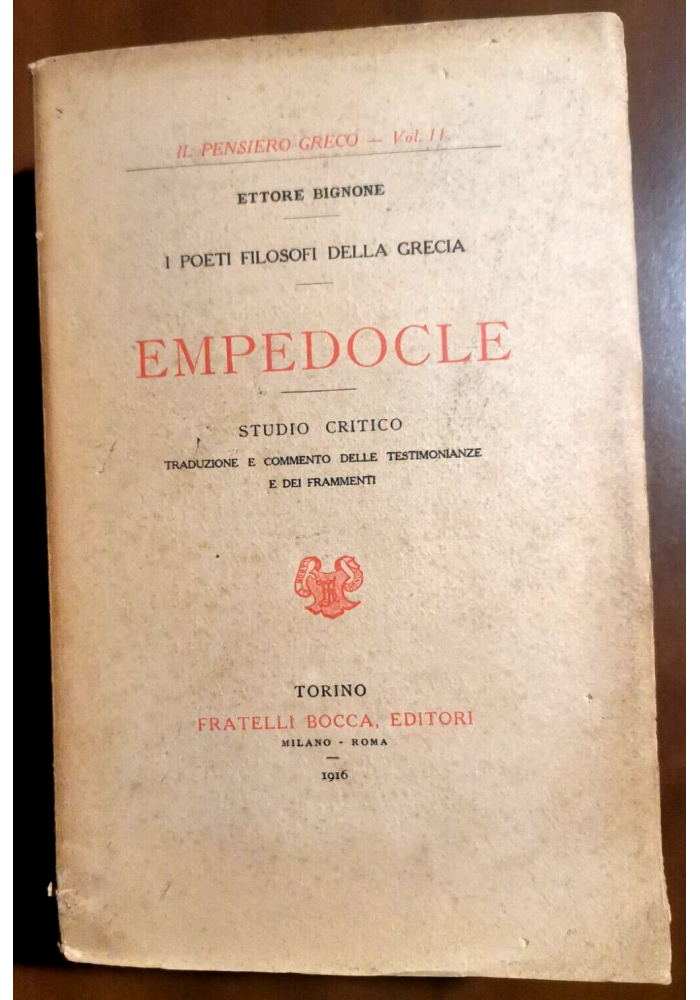 IL PENSIERO GRECO — Vol. 11
ETTORE BIGNONE
I POETI FILOSOFI DELLA GRECIA
EMPEDOCLE
STUDIO CRITICO
TRADUZIONE E COMMENTO DELLE TESTIMONIANZE
E DEI FRAMMENTI
TORINO
FRATELLI BOCCA, EDITORI
MILANO - ROMA
1916